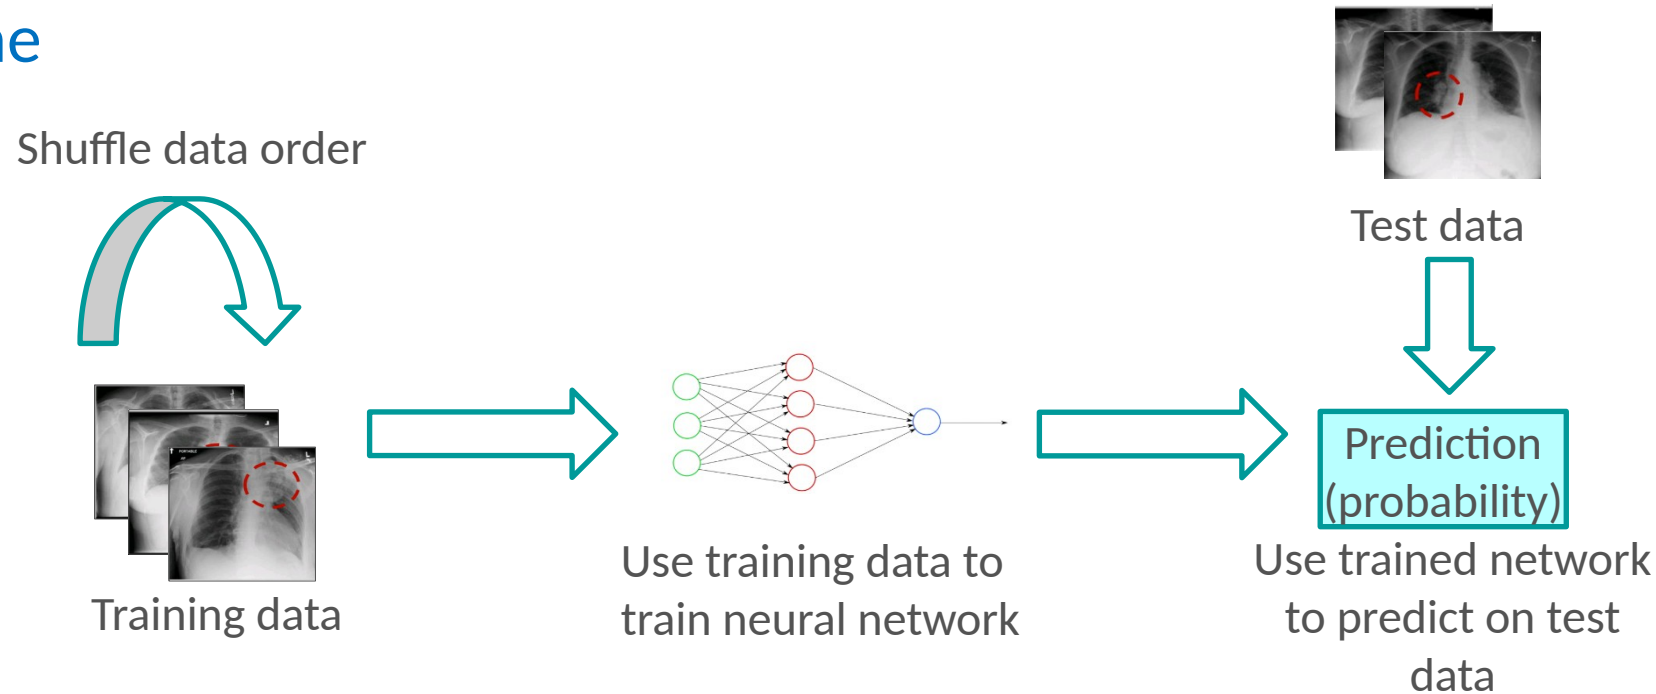 ne
Shuffle data order
Training data
Use training data to
train neural network
Test data
Prediction
(probability)
Use trained network
to predict on test
data